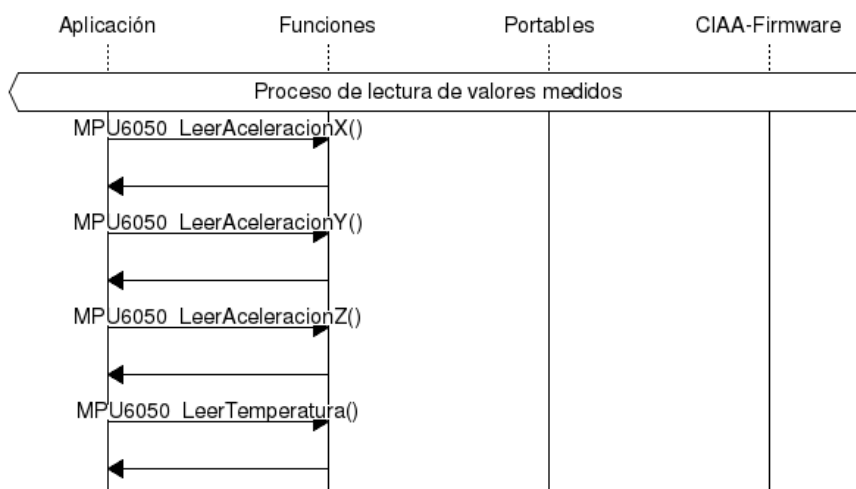 Aplicación Funciones Portables CIAA-Firmware
Proceso de lectura de valores medidos
MPU6050_LeerAceleracionX()
MPU6050_LeerAceleracionY()
MPU6050_LeerAceleracionZ()
MPU6050_LeerTemperatura()